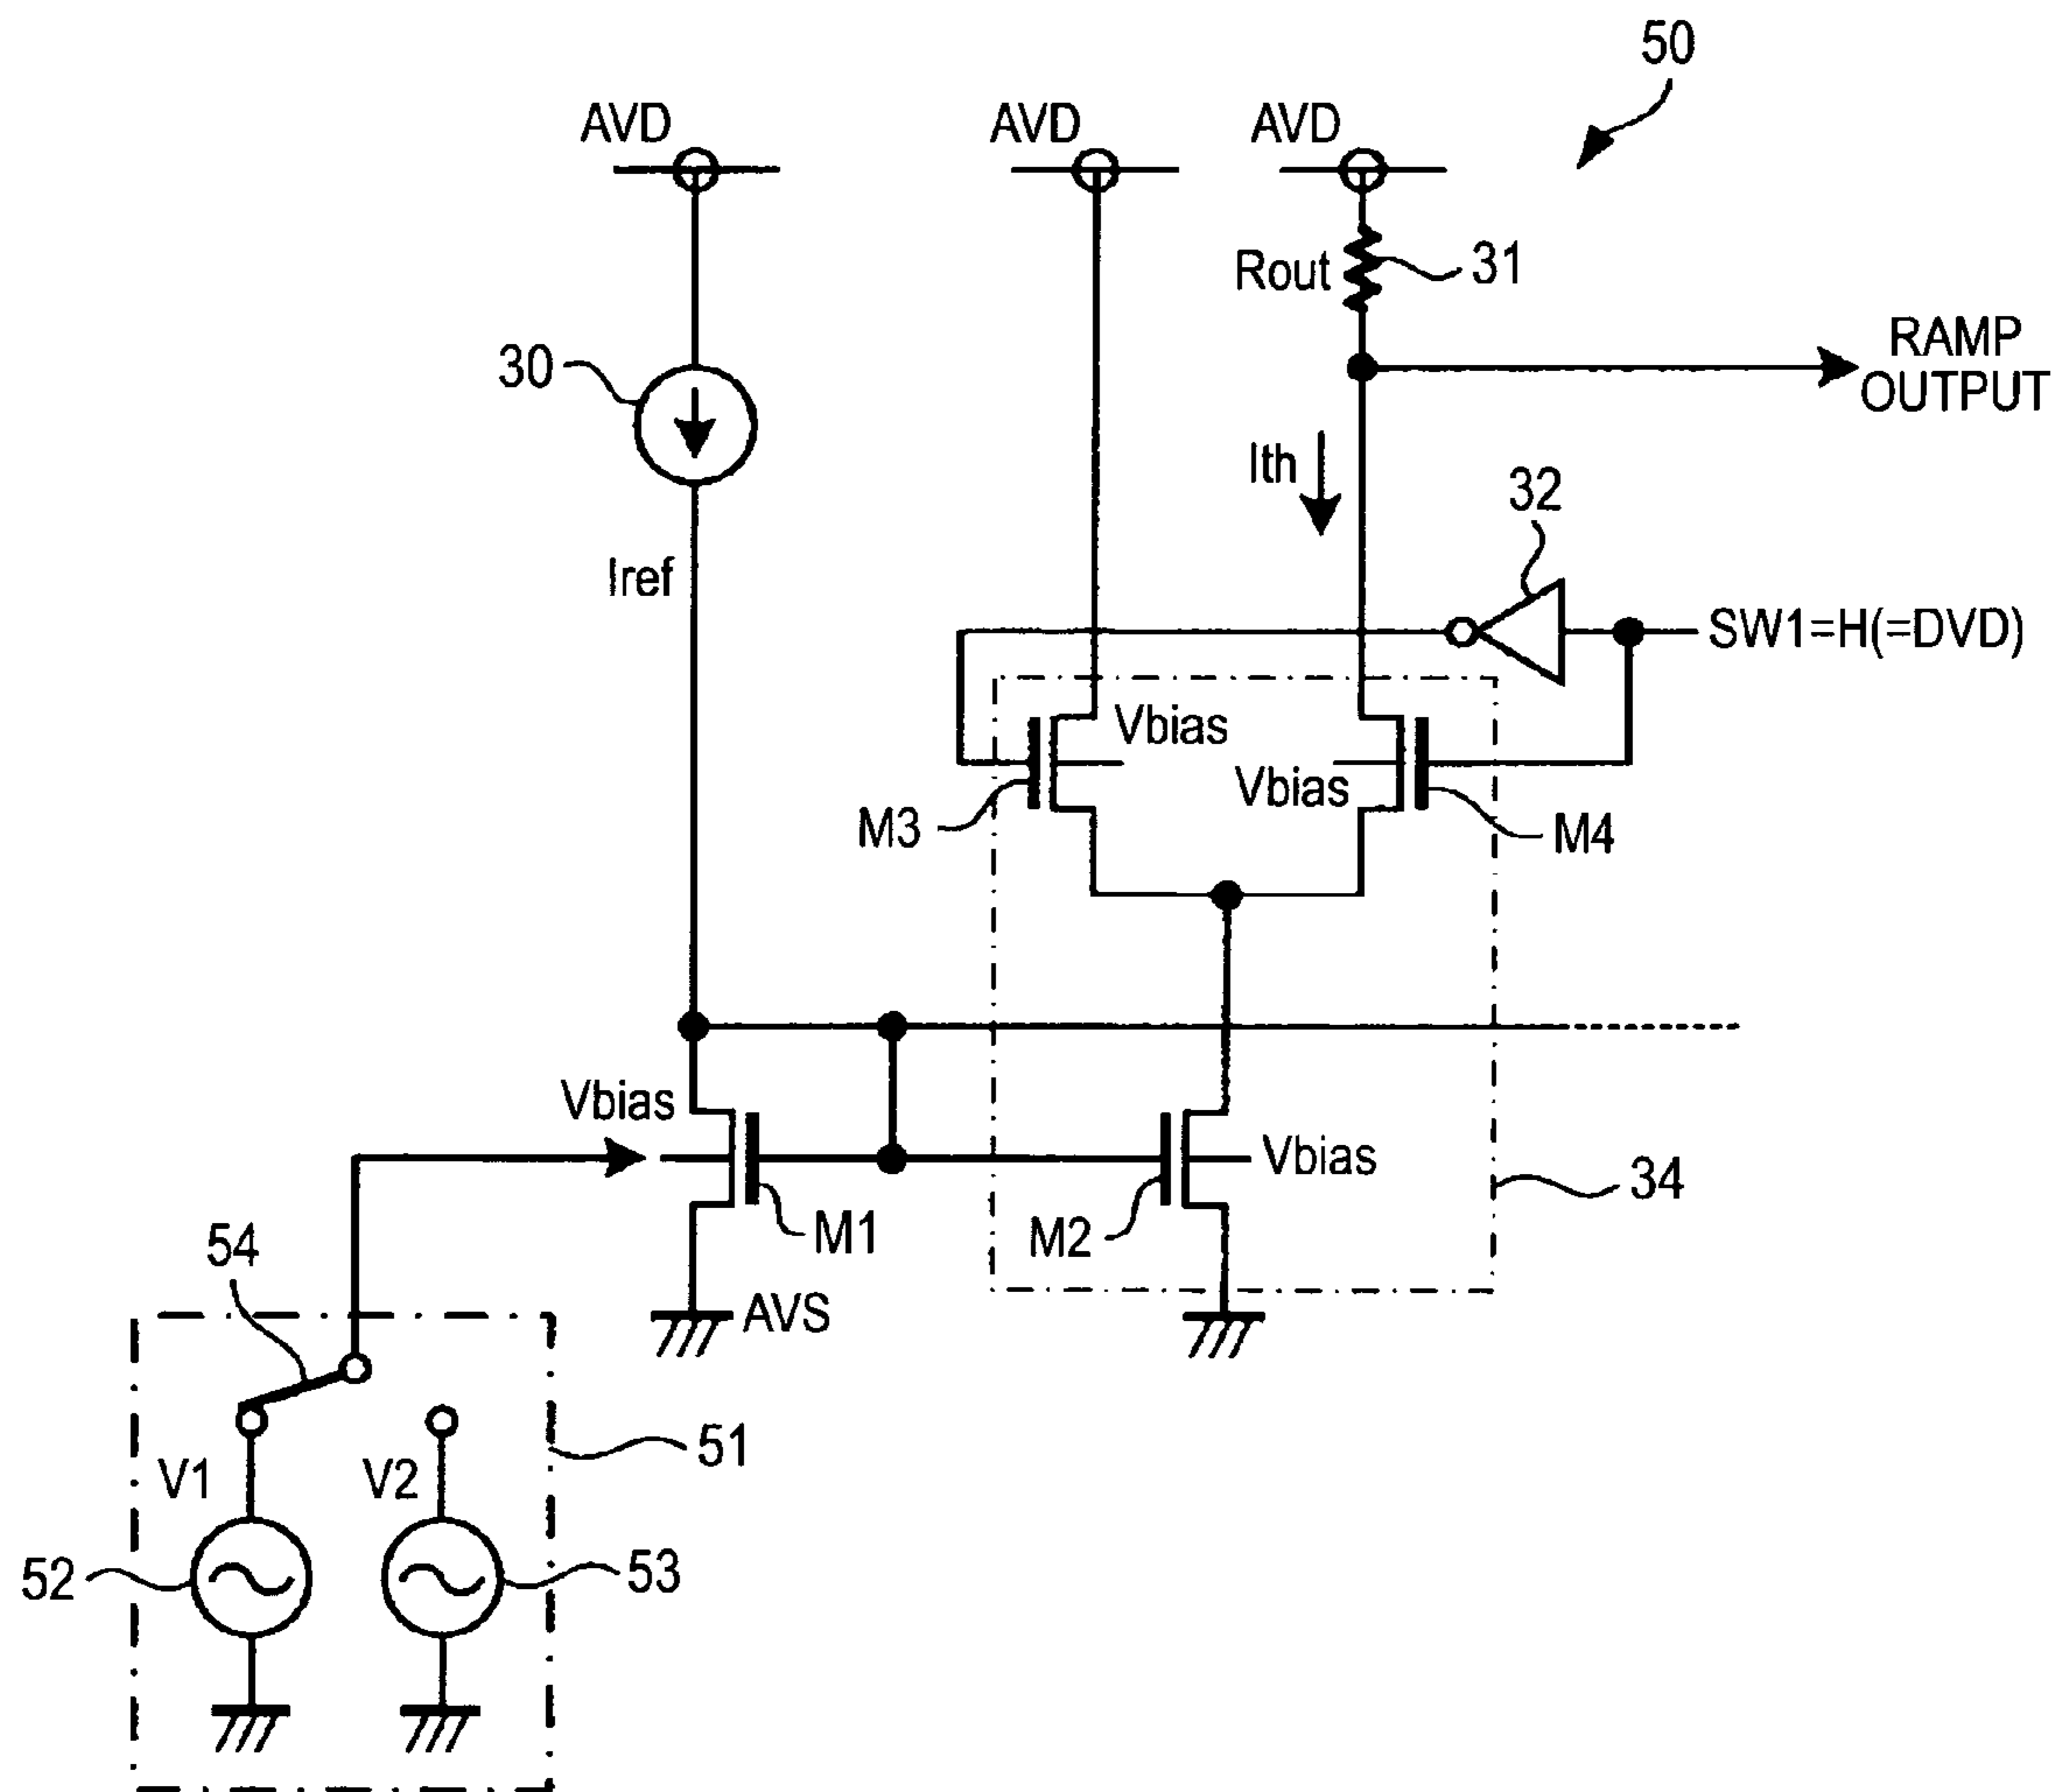 50
AVD
AVD
AVD
Rout
31
30
RAMP
OUTPUT
Ith
32
Iref
SW1=H(=DVD)
Vbias
Vbias
M3
M4
Vbias
Vbias
34
M1
M2
54
AVS
51
V1
V2
52
53